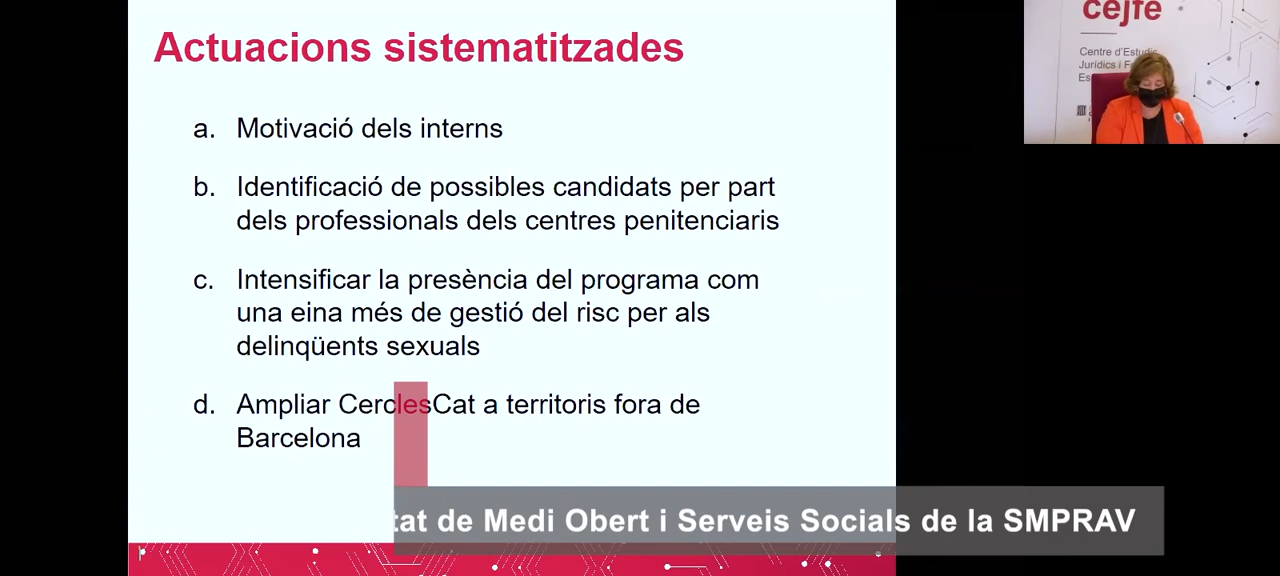 Actuacions sistematitzades
a. Motivació dels interns
b. Identificació de possibles candidats per part
dels professionals dels centres penitenciaris
c. Intensificar la presència del programa com
una eina més de gestió del risc per als
delinqüents sexuals
d. Ampliar CerclesCat a territoris fora de
Barcelona
tat de Medi Obert i Serveis Socials de la SMPRAV
cejfe
Centre d'Estudis
Jurídics i F
Es